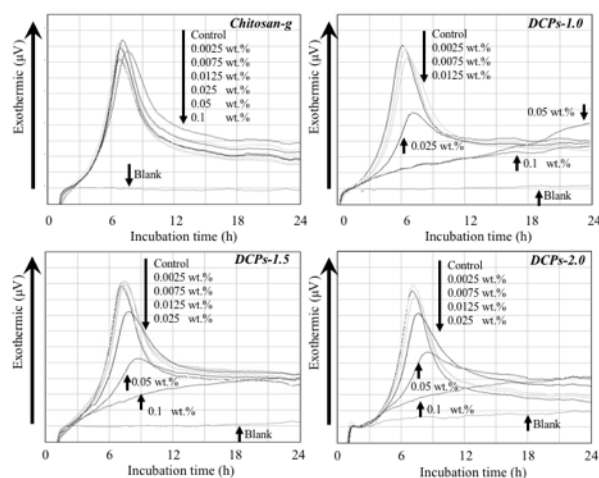 Chitosan-g
Exothermic (µV)
Control
0.0025 wt.%
0.0075 wt.%
0.0125 wt.%
0.025 wt.%
0.05 wt.%
0.1 wt.%
Blank
0 6 12 18 24
Incubation time (h)
DCPs-1.0
Exothermic (µV)
Control
0.0025 wt.%
0.0075 wt.%
0.0125 wt.%
0.05 wt.%
0.025 wt.%
0.1 wt.%
Blank
0 6 12 18 24
Incubation time (h)
DCPs-1.5
Exothermic (µV)
Control
0.0025 wt.%
0.0075 wt.%
0.0125 wt.%
0.025 wt.%
0.05 wt.%
0.1 wt.%
Blank
0 6 12 18 24
Incubation time (h)
DCPs-2.0
Exothermic (µV)
Control
0.0025 wt.%
0.0075 wt.%
0.0125 wt.%
0.025 wt.%
0.05 wt.%
0.1 wt.%
Blank
0 6 12 18 24
Incubation time (h)